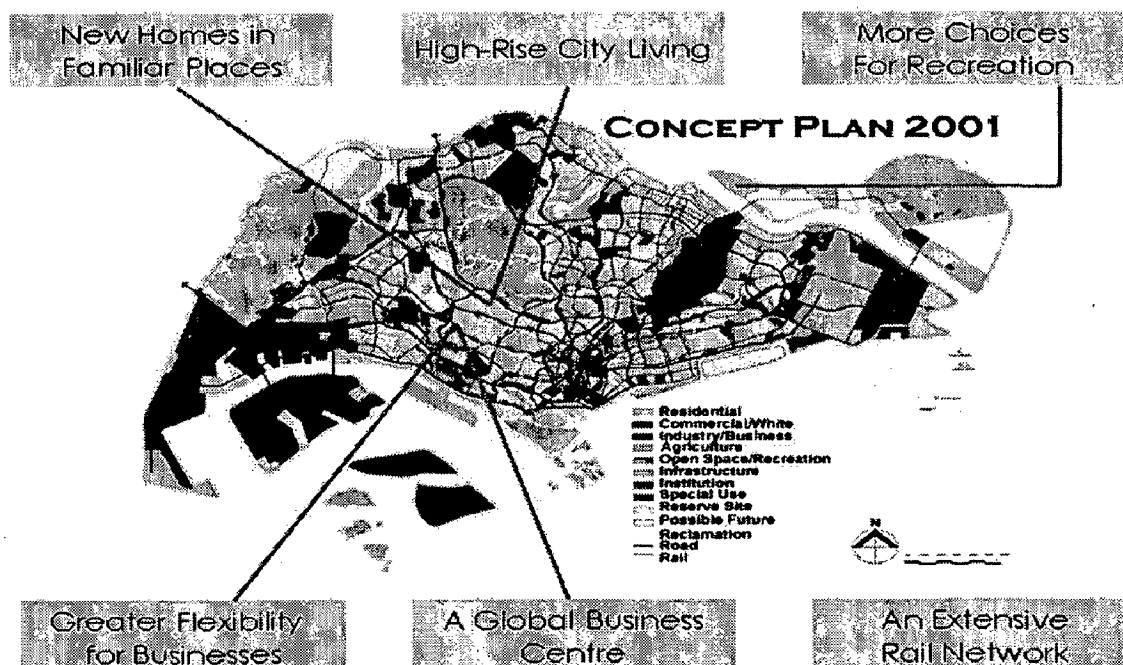 New Homes in
Familiar Places
High-Rise City Living
More Choices
For Recreation
CONCEPT PLAN 2001
Residential
Commercial/White
Industry/Business
Agriculture
Open Space/Recreation
Infrastructure
Institution
Special Use
Reserve Site
Possible Future
Reclamation
Road
Rail
N
Greater Flexibility
for Businesses
A Global Business
Centre
An Extensive
Rail Network